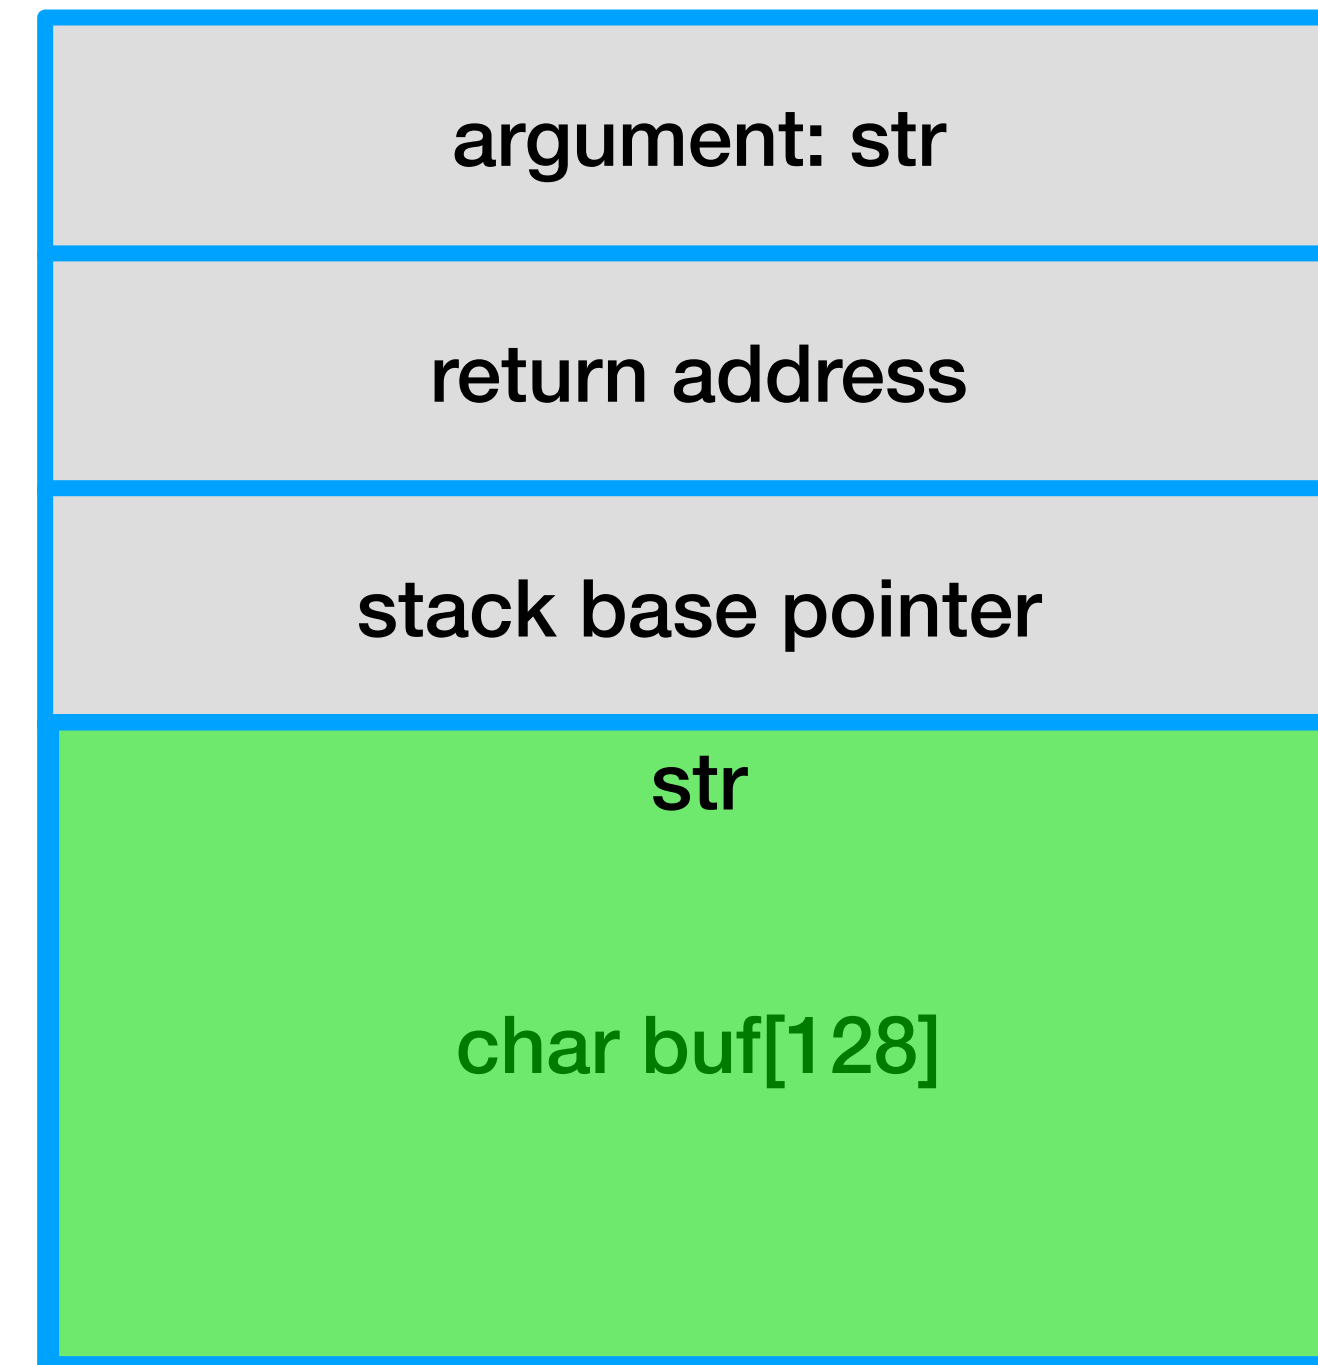 argument: str
return address
stack base pointer
str
char buf[128]